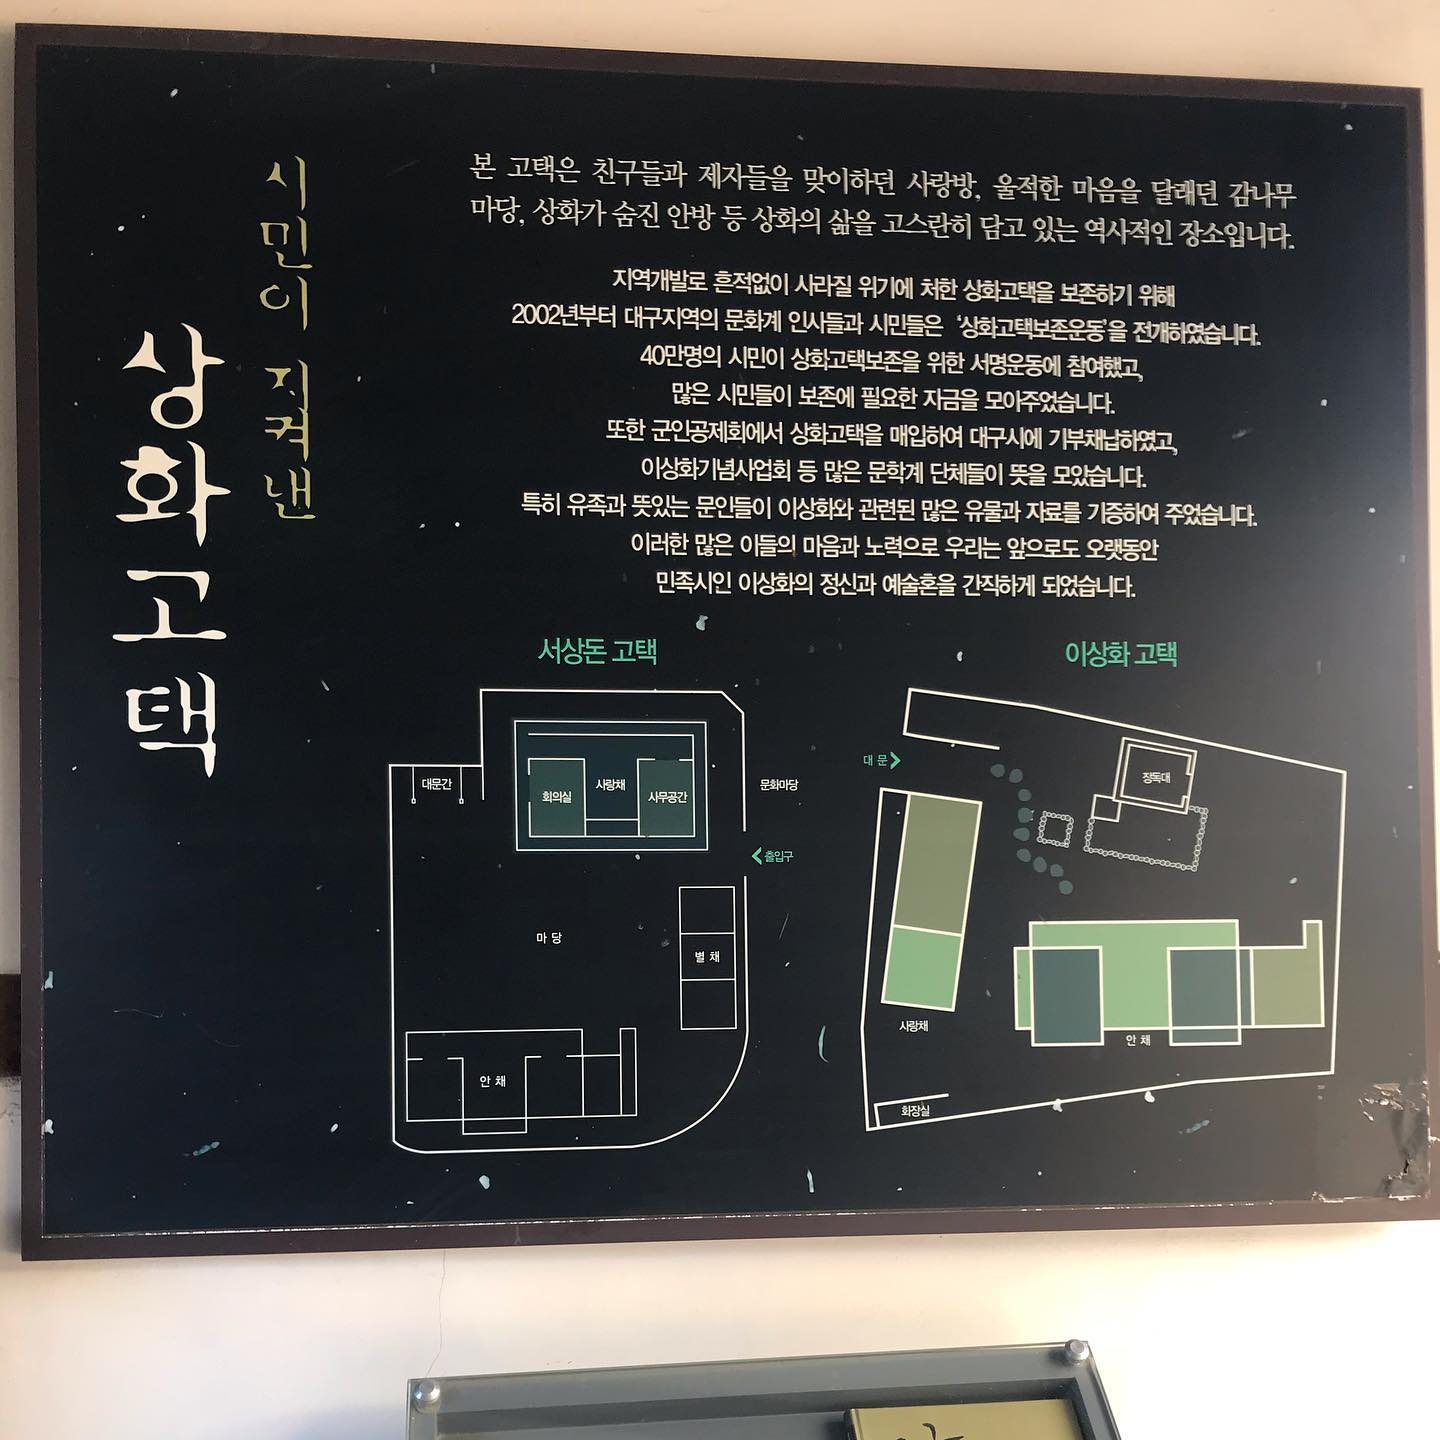 시민이 지켜낸
상화고택
본 고택은 친구들과 제자들을 맞이하던 사랑방, 울적한 마음을 달래던 감나무
마당, 상화가 숨진 안방 등 상화의 삶을 고스란히 담고 있는 역사적인 장소입니다.
지역개발로 흔적없이 사라질 위기에 처한 상화고택을 보존하기 위해
2002년부터 대구지역의 문화계 인사들과 시민들은 '상화고택보존운동'을 전개하였습니다.
40만명의 시민이 상화고택보존을 위한 서명운동에 참여했고,
많은 시민들이 보존에 필요한 자금을 모아주었습니다.
또한 군인공제회에서 상화고택을 매입하여 대구시에 기부채납하였고,
이상화기념사업회 등 많은 문학계 단체들이 뜻을 모았습니다.
특히 유족과 뜻있는 문인들이 이상화와 관련된 많은 유물과 자료를 기증하여 주었습니다.
이러한 많은 이들의 마음과 노력으로 우리는 앞으로도 오랫동안
민족시인 이상화의 정신과 예술혼을 간직하게 되었습니다.
서상돈 고택
대문간
회의실
사랑채
사무공간
문화마당
출입구
마 당
별 채
안 채
이상화 고택
대 문
장독대
사랑채
안 채
화장실